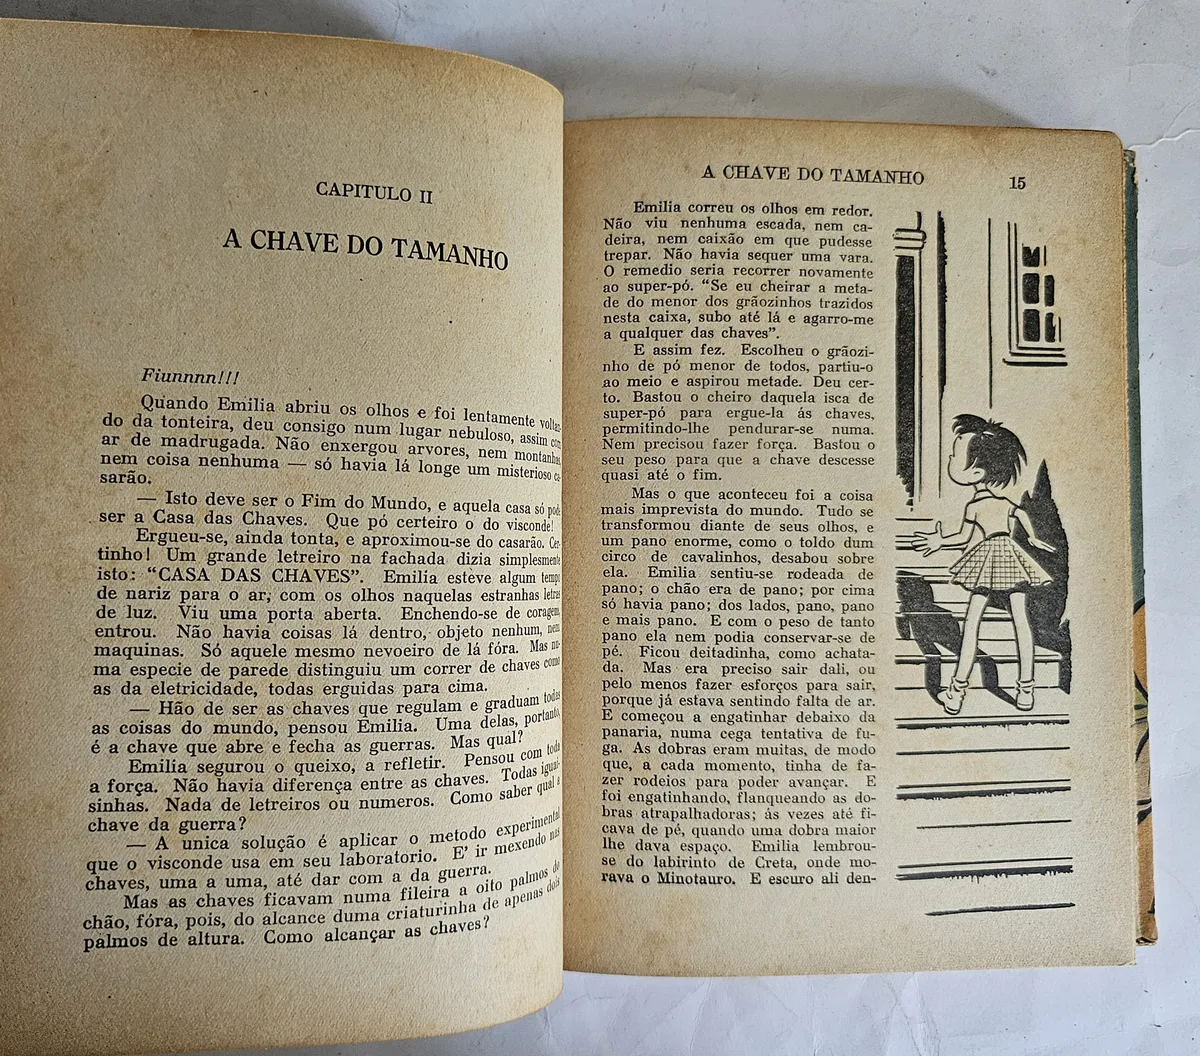 CAPITULO II
A CHAVE DO TAMANHO
Fiunnnn!!!
Quando Emilia abriu os olhos e foi lentamente voltan-
do da tonteira, deu consigo num lugar nebuloso, assim com
ar de madrugada. Não enxergou arvores, nem montanhas
nem coisa nenhuma — só havia lá longe um misterioso ca-
sarão.
— Isto deve ser o Fim do Mundo, e aquela casa só pode
ser a Casa das Chaves. Que pó certeiro o do visconde!
Ergueu-se, ainda tonta, e aproximou-se do casarão. Cer-
tinho! Um grande letreiro na fachada dizia simplesmente
isto: “CASA DAS CHAVES”. Emilia esteve algum tempo
de nariz para o ar, com os olhos naquelas estranhas letras
de luz. Viu uma porta aberta. Enchendo-se de coragem,
entrou. Não havia coisas lá dentro, objeto nenhum, nem
maquinas. Só aquele mesmo nevoeiro de lá fóra. Mas nu-
ma especie de parede distinguiu um correr de chaves como
as da eletricidade, todas erguidas para cima.
— Hão de ser as chaves que regulam e graduam todas
as coisas do mundo, pensou Emilia. Uma delas, portanto,
é a chave que abre e fecha as guerras. Mas qual?
Emilia segurou o queixo, a refletir. Pensou com toda
a força. Não havia diferença entre as chaves. Todas iguai-
sinhas. Nada de letreiros ou numeros. Como saber qual a
chave da guerra?
— A unica solução é aplicar o metodo experimental
que o visconde usa em seu laboratorio. E’ ir mexendo nas
chaves, uma a uma, até dar com a da guerra.
Mas as chaves ficavam numa fileira a oito palmos do
chão, fóra, pois, do alcance duma criaturinha de apenas dois
palmos de altura. Como alcançar as chaves?
A CHAVE DO TAMANHO 15
Emilia correu os olhos em redor.
Não viu nenhuma escada, nem ca-
deira, nem caixão em que pudesse
trepar. Não havia sequer uma vara.
O remedio seria recorrer novamente
ao super-pó. “Se eu cheirar a meta-
de do menor dos grãozinhos trazidos
nesta caixa, subo até lá e agarro-me
a qualquer das chaves”.
E assim fez. Escolheu o grãozi-
nho de pó menor de todos, partiu-o
ao meio e aspirou metade. Deu cer-
to. Bastou o cheiro daquela isca de
super-pó para ergue-la ás chaves,
permitindo-lhe pendurar-se numa.
Nem precisou fazer força. Bastou o
seu peso para que a chave descesse
quasi até o fim.
Mas o que aconteceu foi a coisa
mais imprevista do mundo. Tudo se
transformou diante de seus olhos, e
um pano enorme, como o toldo dum
circo de cavalinhos, desabou sobre
ela. Emilia sentiu-se rodeada de
pano; o chão era de pano; por cima
só havia pano; dos lados, pano, pano
e mais pano. E com o peso de tanto
pano ela nem podia conservar-se de
pé. Ficou deitadinha, como achata-
da. Mas era preciso sair dali, ou
pelo menos fazer esforços para sair,
porque já estava sentindo falta de ar.
E começou a engatinhar debaixo da
panaria, numa cega tentativa de fu-
ga. As dobras eram muitas, de modo
que, a cada momento, tinha de fa-
zer rodeios para poder avançar. E
foi engatinhando, flanqueando as do-
bras atrapalhadoras; ás vezes até fi-
cava de pé, quando uma dobra maior
lhe dava espaço. Emilia lembrou-
se do labirinto de Creta, onde mo-
rava o Minotauro. E escuro ali den-